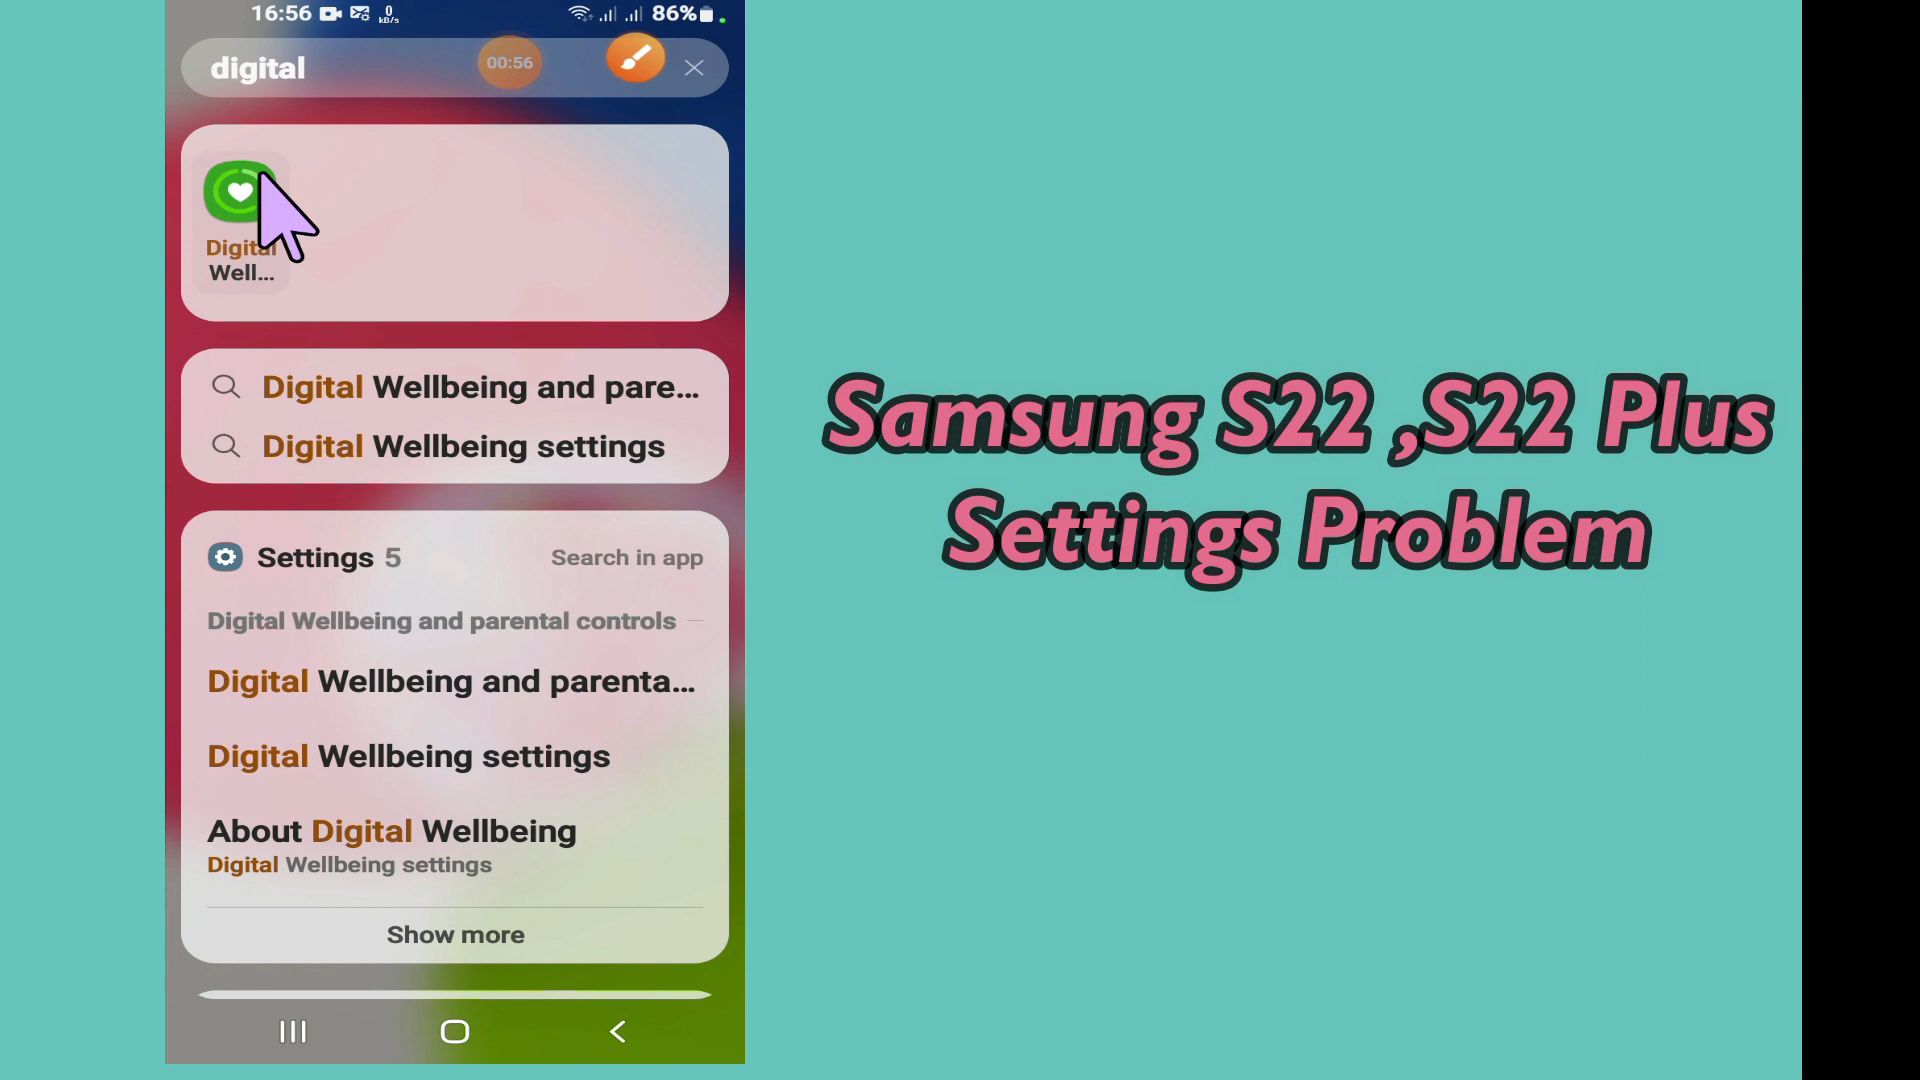 16:56 0 kB/s 86%
digital 00:56
Digital
Well...
Digital Wellbeing and pare...
Digital Wellbeing settings
Settings 5 Search in app
Digital Wellbeing and parental controls
Digital Wellbeing and parenta...
Digital Wellbeing settings
About Digital Wellbeing
Digital Wellbeing settings
Show more
Samsung S22 ,S22 Plus
Settings Problem